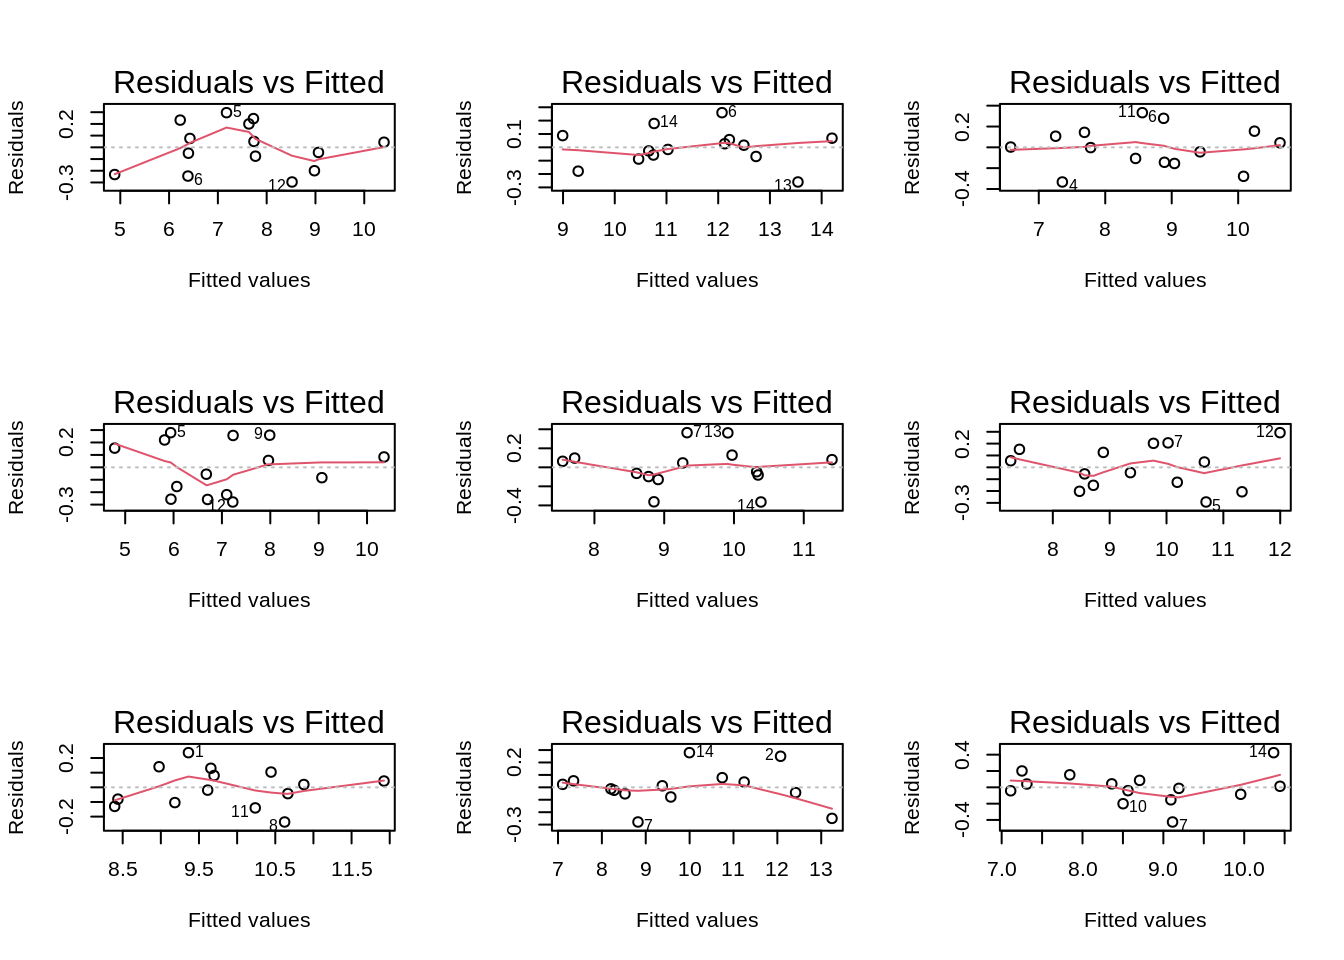 Residuals vs Fitted
Residuals
0.2
-0.3
5
6
12
5 6 7 8 9 10
Fitted values
Residuals vs Fitted
Residuals
0.1
-0.3
6
14
13
9 10 11 12 13 14
Fitted values
Residuals vs Fitted
Residuals
0.2
-0.4
11
6
4
7 8 9 10
Fitted values
Residuals vs Fitted
Residuals
0.2
-0.3
5
9
12
5 6 7 8 9 10
Fitted values
Residuals vs Fitted
Residuals
0.2
-0.4
7
13
14
8 9 10 11
Fitted values
Residuals vs Fitted
Residuals
0.2
-0.3
12
7
5
8 9 10 11 12
Fitted values
Residuals vs Fitted
Residuals
0.2
-0.2
1
11
8
8.5 9.5 10.5 11.5
Fitted values
Residuals vs Fitted
Residuals
0.2
-0.3
14
2
7
7 8 9 10 11 12 13
Fitted values
Residuals vs Fitted
Residuals
0.4
-0.4
14
10
7
7.0 8.0 9.0 10.0
Fitted values